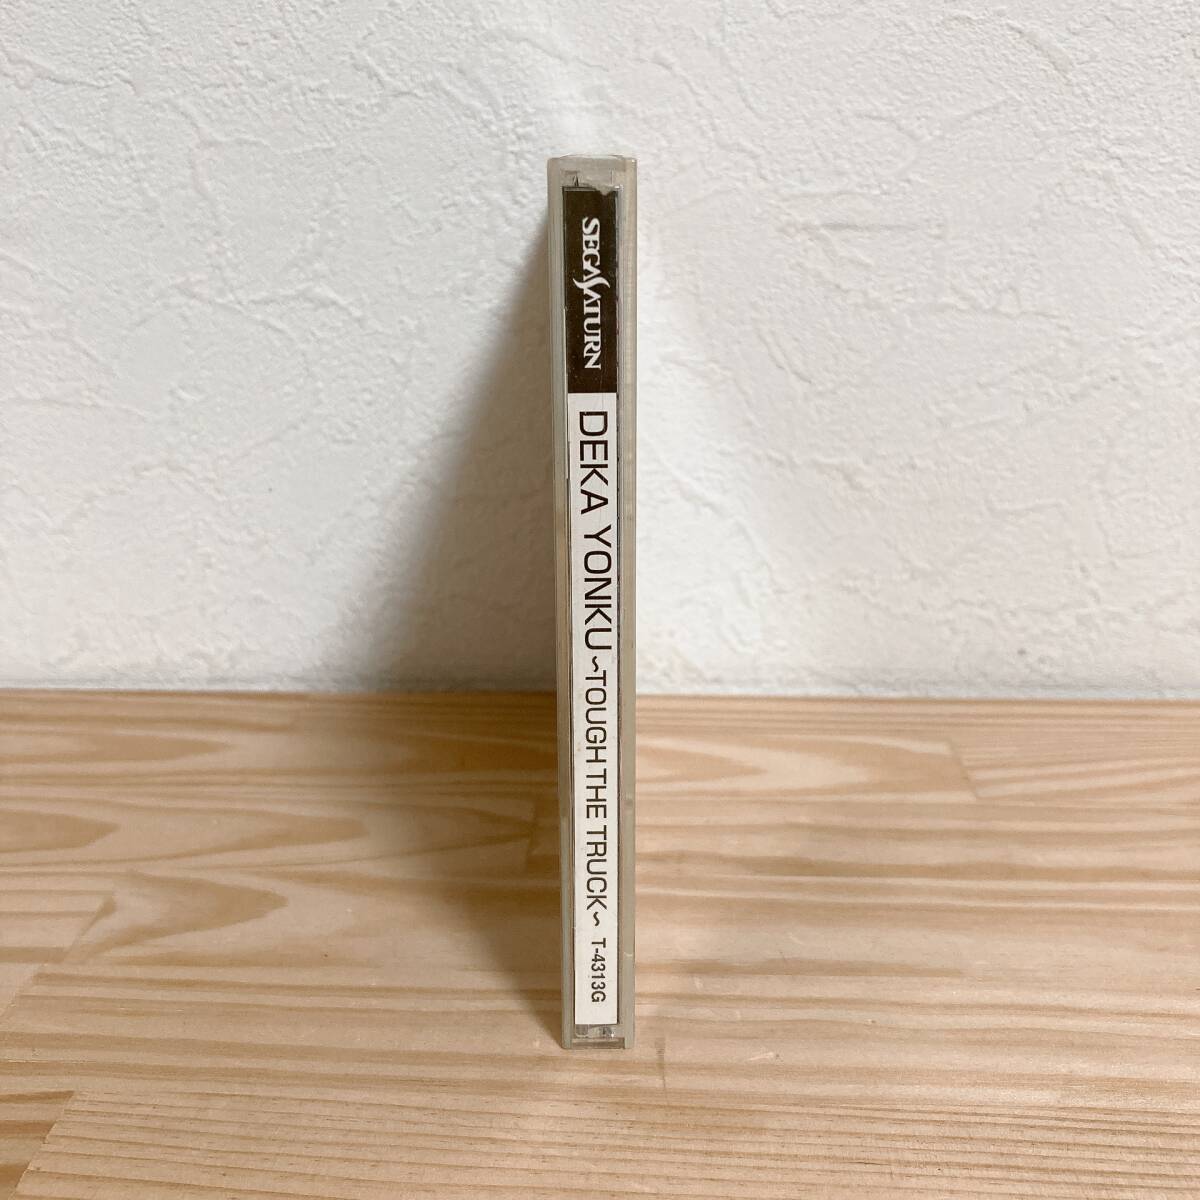 SEGA SATURN
DEKA YONKU~TOUGH THE TRUCK~ T-4313G